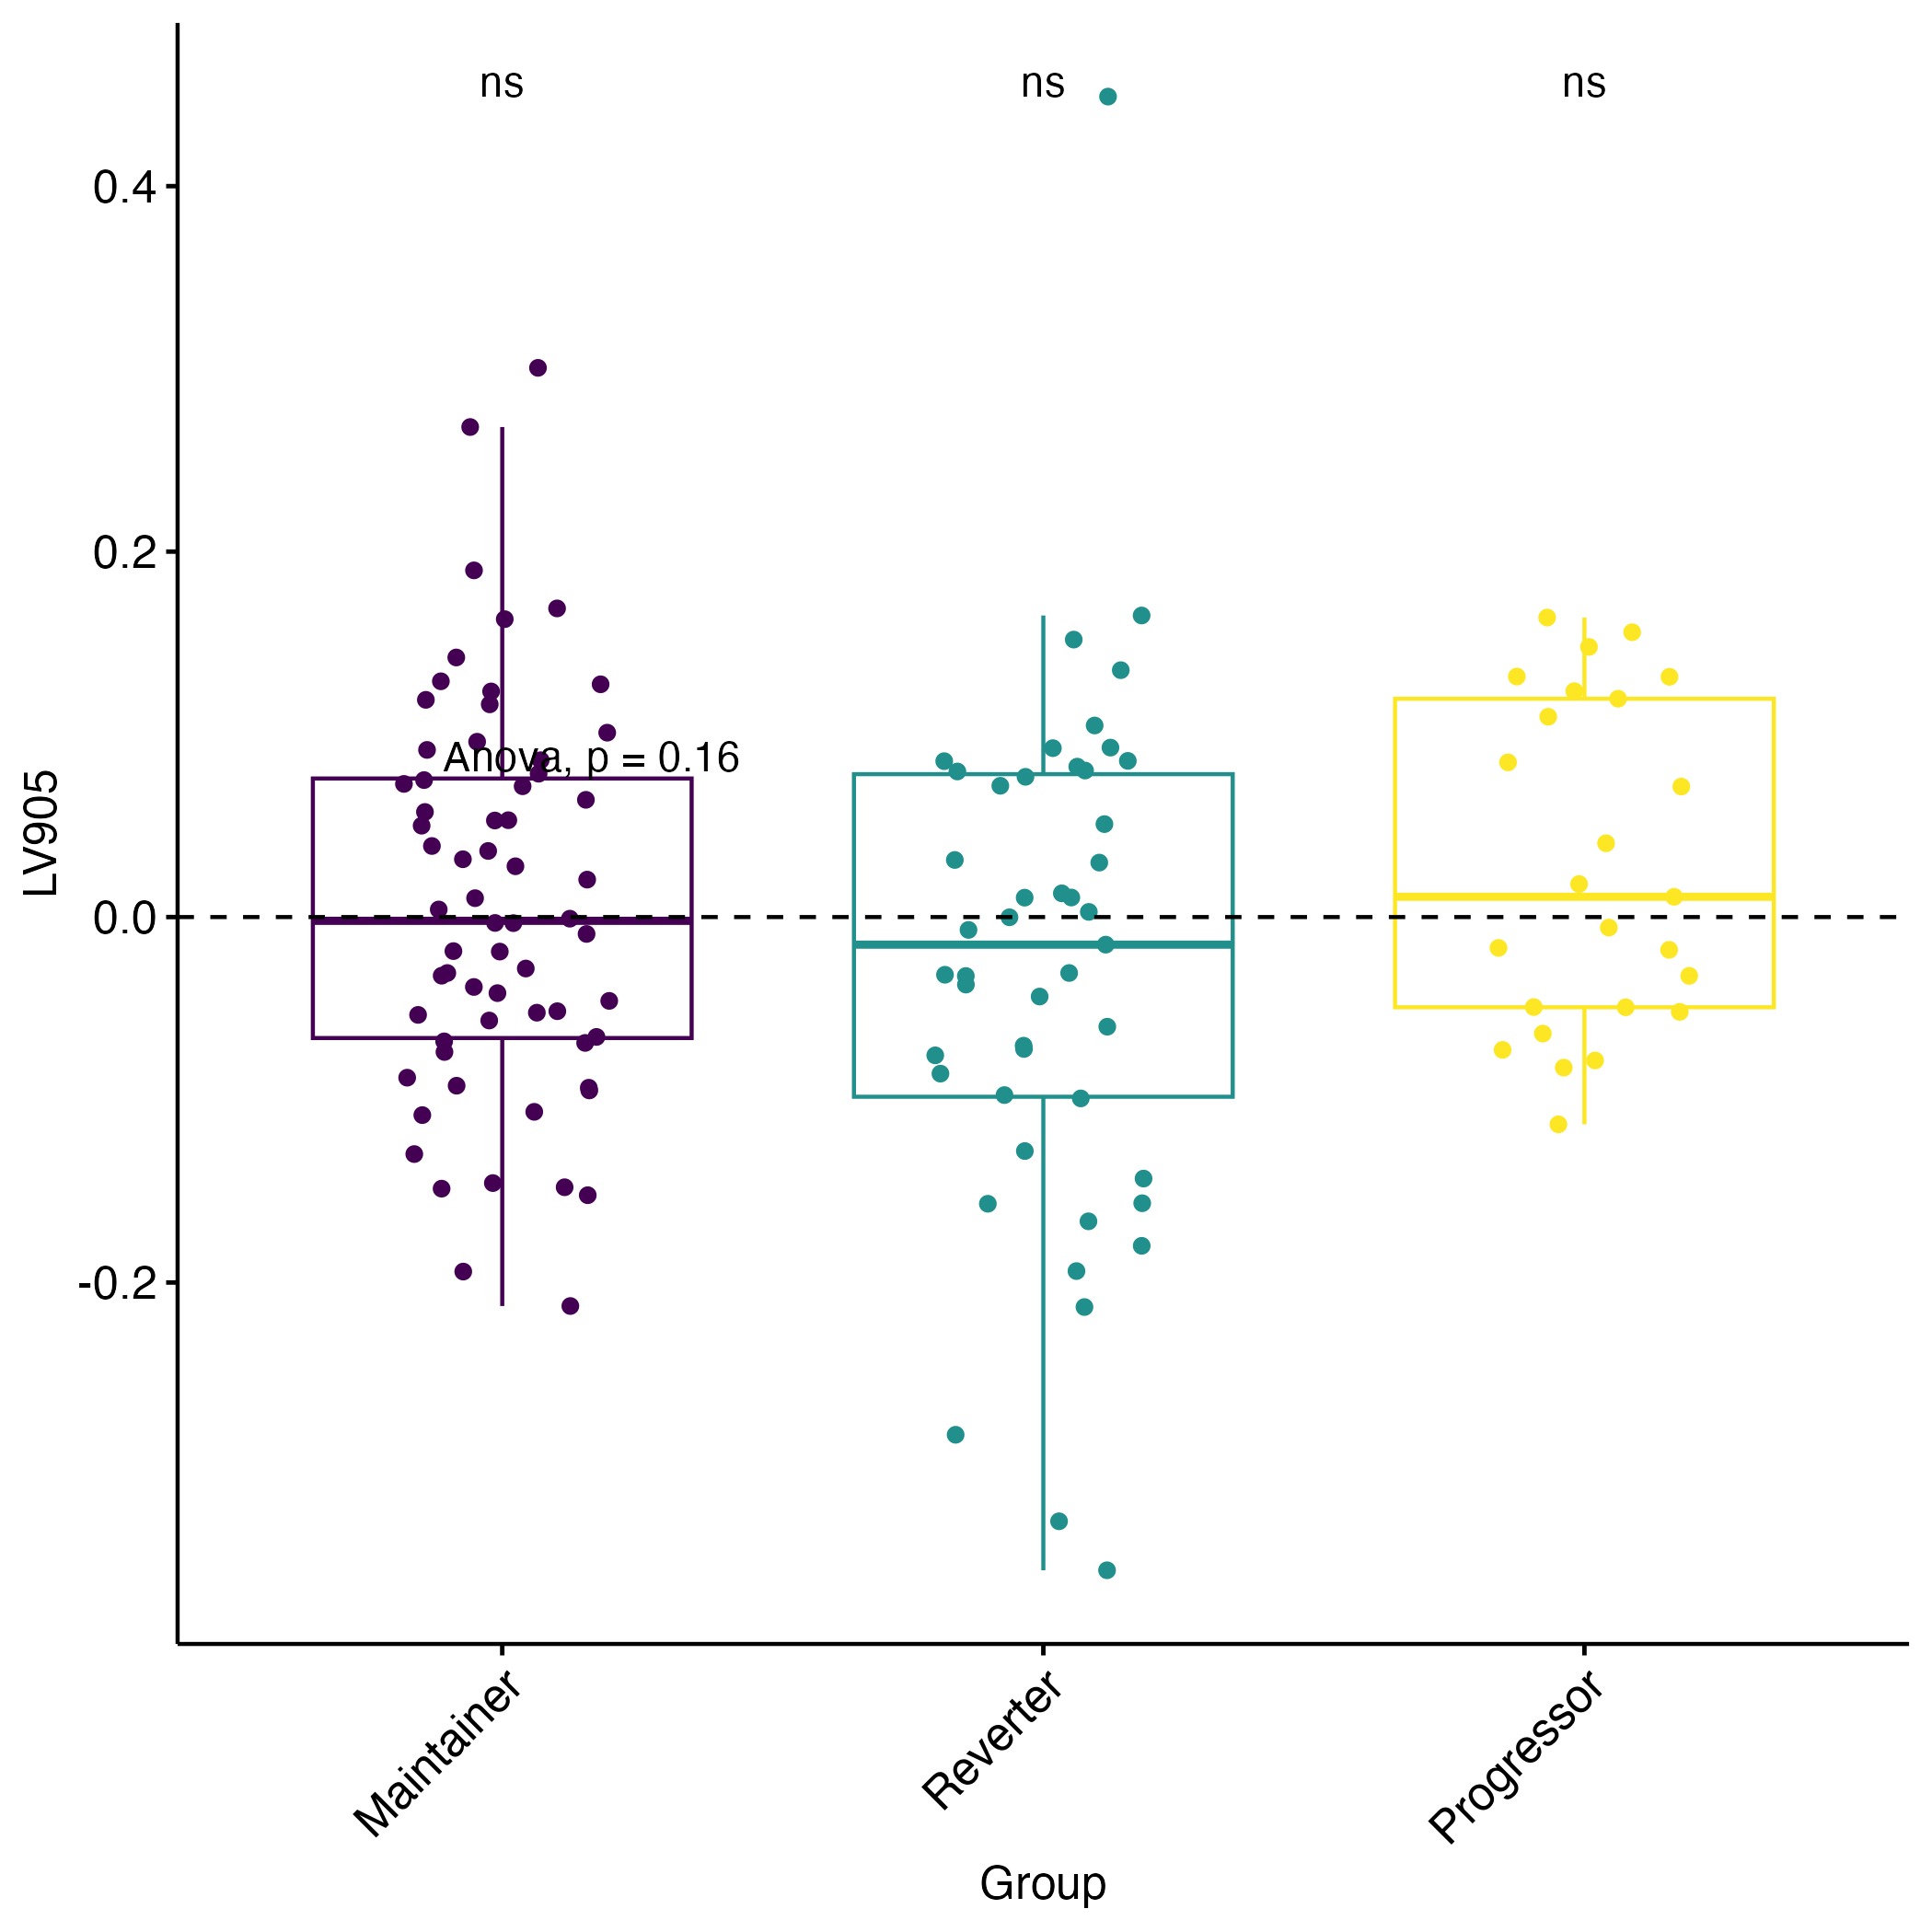 ns ns ns
0.4
0.2
Anova, p = 0.16
LV905
0.0
-0.2
Maintainer
Reverter
Progressor
Group